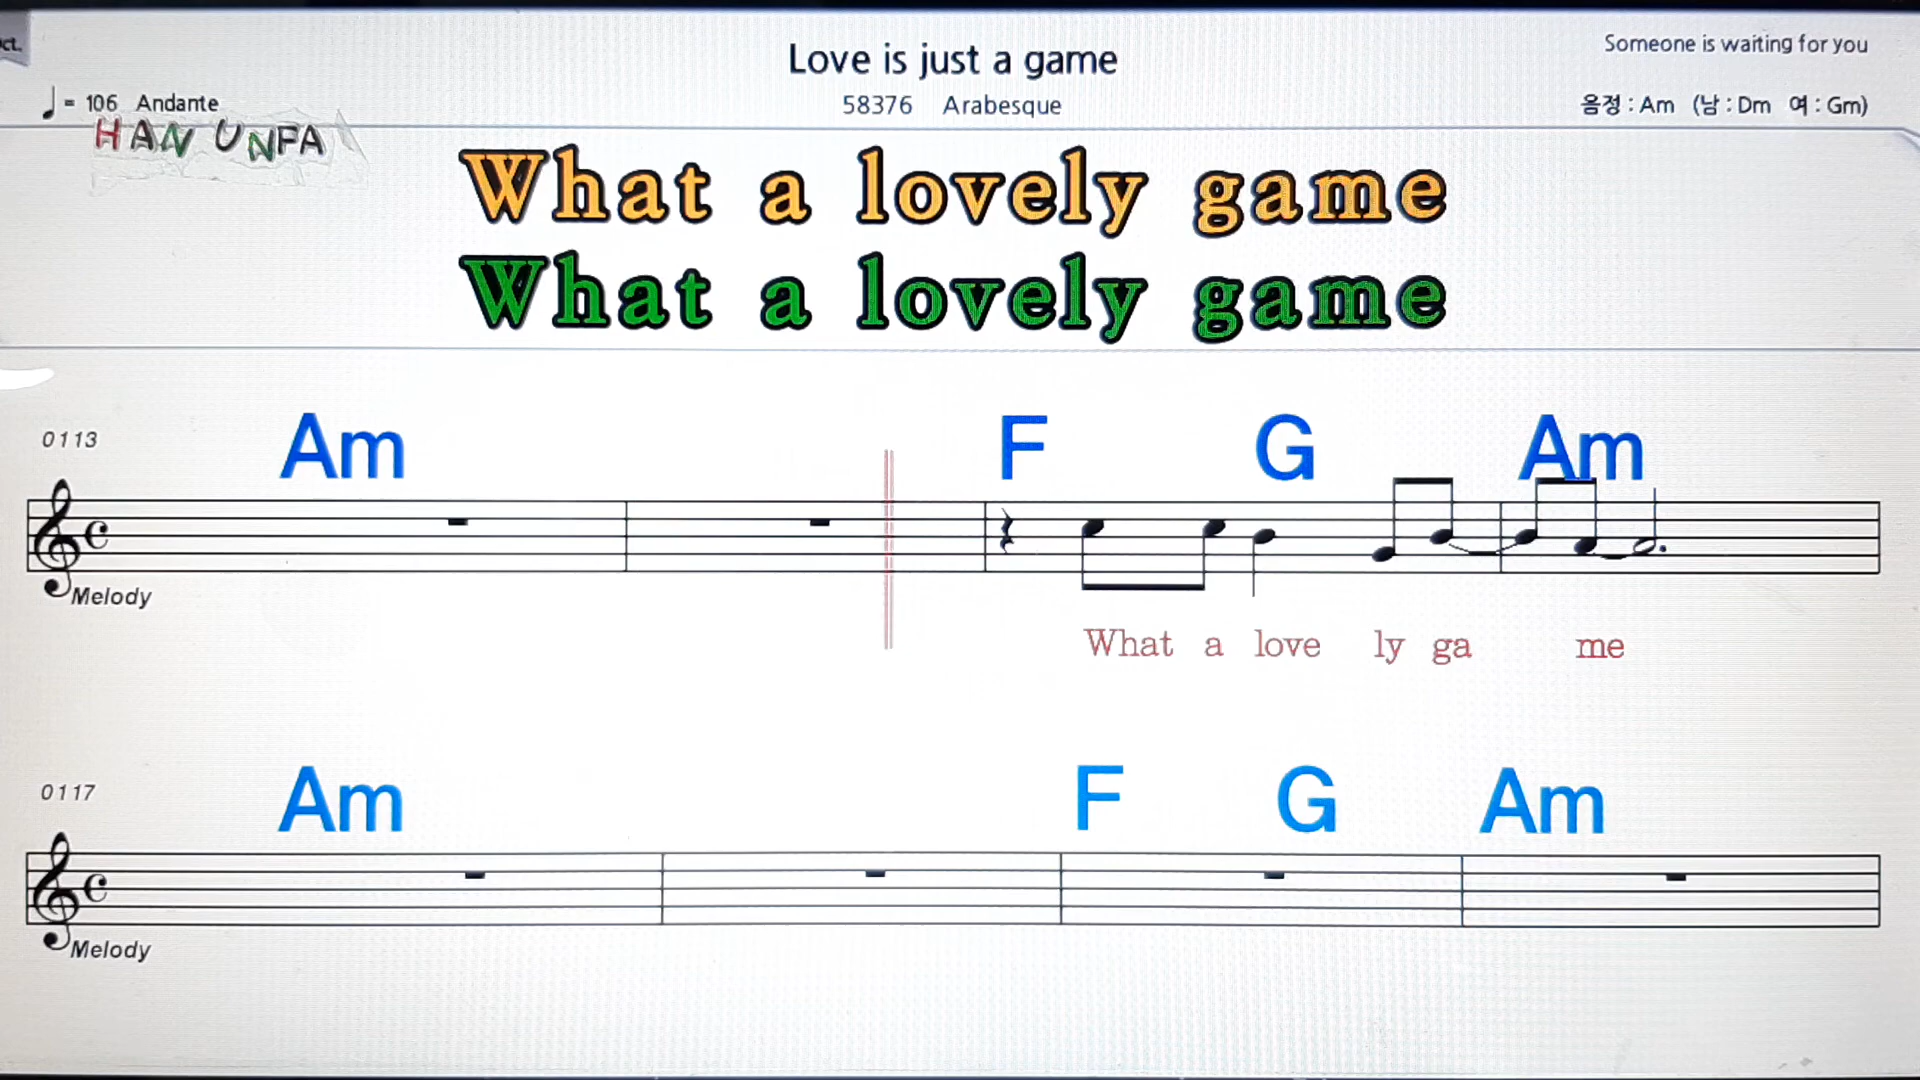 ct.
Love is just a game
Someone is waiting for you
= 106 Andante
58376 Arabesque
음정 : Am (남 : Dm 여 : Gm)
HAN UNFA
What a lovely game
What a lovely game
0113
Am F G Am
Melody
What a love ly ga me
0117
Am F G Am
Melody